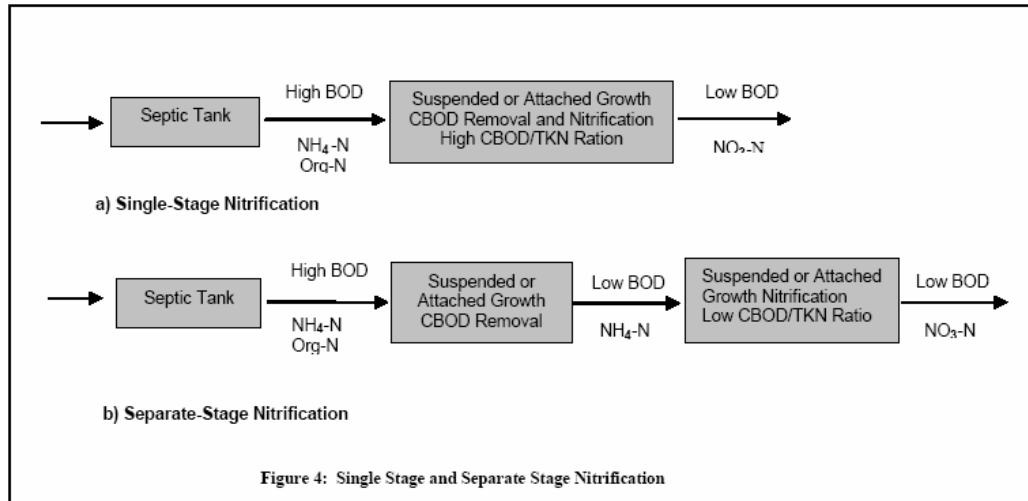 High BOD
Low BOD
Septic Tank
Suspended or Attached Growth
CBOD Removal and Nitrification
High CBOD/TKN Ration
NH₄-N
Org-N
NO₃-N
a) Single-Stage Nitrification
High BOD
Low BOD
Low BOD
Septic Tank
Suspended or
Attached Growth
CBOD Removal
Suspended or Attached
Growth Nitrification
Low CBOD/TKN Ratio
NH₄-N
Org-N
NH₄-N
NO₃-N
b) Separate-Stage Nitrification
Figure 4: Single Stage and Separate Stage Nitrification